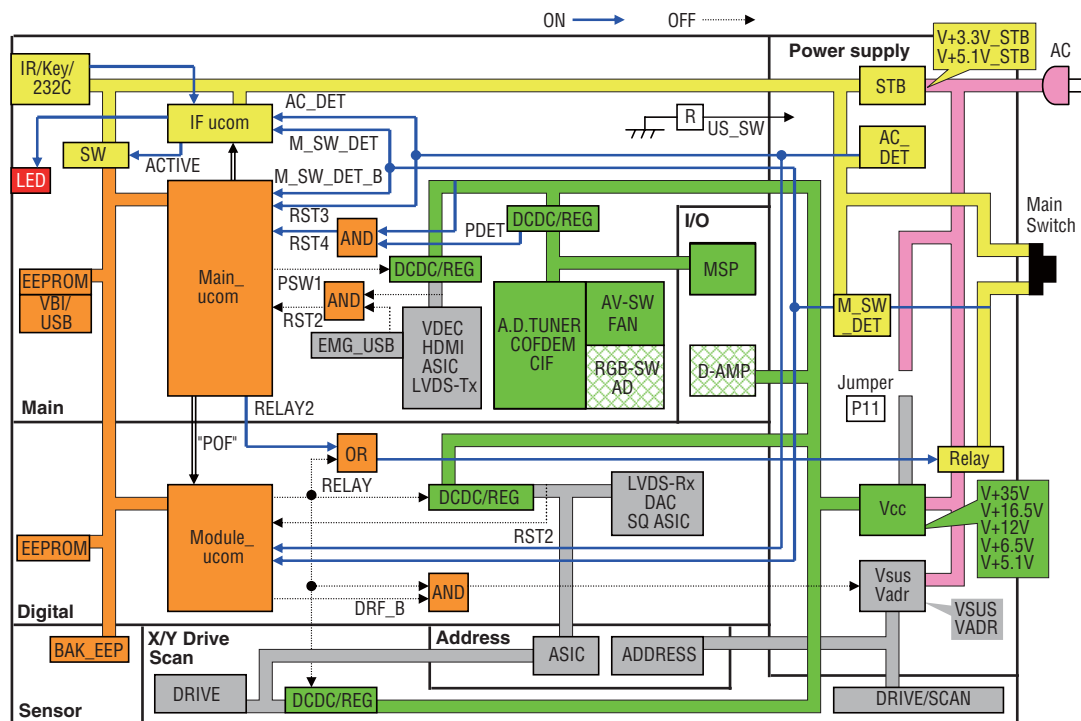 ON
OFF
Power supply
V+3.3V_STB
V+5.1V_STB
AC
IR/Key/
232C
STB
AC_DET
R
US_SW
IF ucom
M_SW_DET
AC_
DET
SW
ACTIVE
LED
M_SW_DET_B
RST3
RST4
AND
PDET
DCDC/REG
I/O
Main
Switch
Main_
ucom
DCDC/REG
MSP
EEPROM
VBI/
USB
PSW1
RST2
AND
EMG_USB
VDEC
HDMI
ASIC
LVDS-Tx
A.D.TUNER
COFDEM
CIF
AV-SW
FAN
RGB-SW
AD
M_SW
_DET
D-AMP
Jumper
P11
Main
RELAY2
"POF"
OR
RELAY
Relay
DCDC/REG
LVDS-Rx
DAC
SQ ASIC
Vcc
V+35V
V+16.5V
V+12V
V+6.5V
V+5.1V
Module_
ucom
RST2
EEPROM
AND
DRF_B
Vsus
Vadr
VSUS
VADR
Digital
BAK_EEP
X/Y Drive
Scan
Address
ASIC
ADDRESS
DRIVE
DCDC/REG
DRIVE/SCAN
Sensor